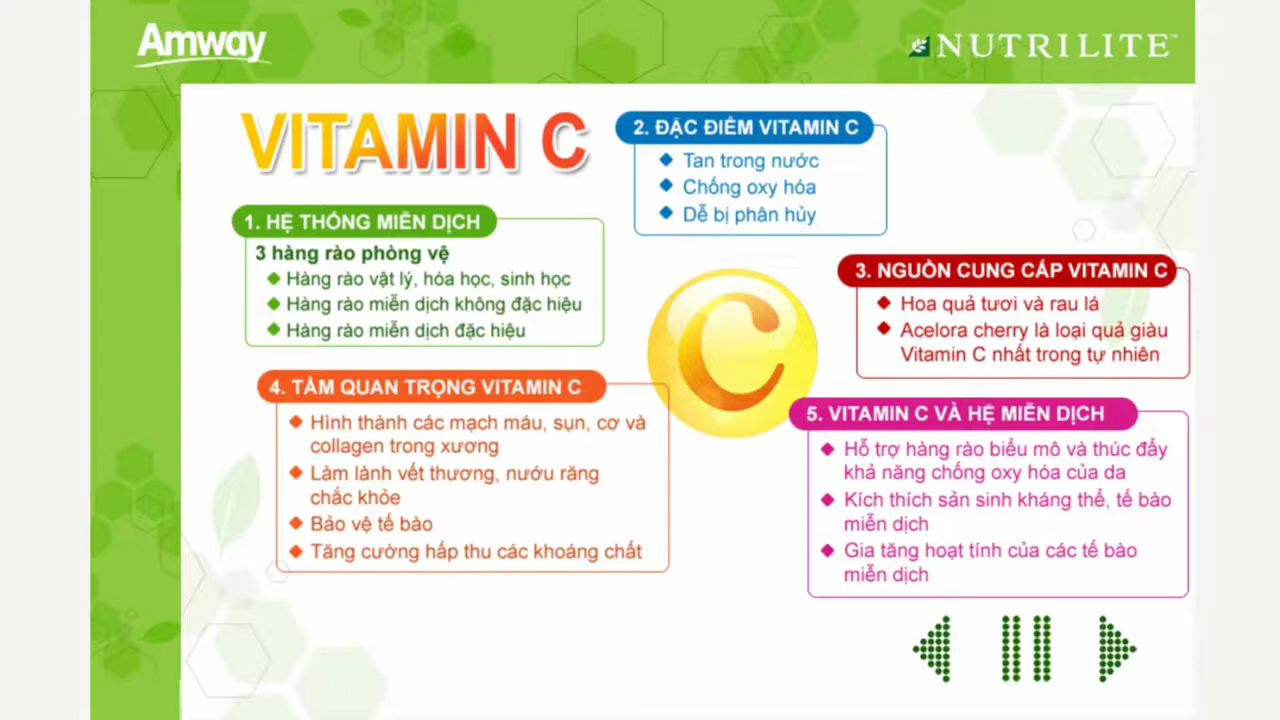 Amway
NUTRILITE™
VITAMIN C
1. HỆ THỐNG MIỄN DỊCH
3 hàng rào phòng vệ
Hàng rào vật lý, hóa học, sinh học
Hàng rào miễn dịch không đặc hiệu
Hàng rào miễn dịch đặc hiệu
2. ĐẶC ĐIỂM VITAMIN C
Tan trong nước
Chống oxy hóa
Dễ bị phân hủy
3. NGUỒN CUNG CẤP VITAMIN C
Hoa quả tươi và rau lá
Acelora cherry là loại quả giàu
Vitamin C nhất trong tự nhiên
C
4. TẦM QUAN TRỌNG VITAMIN C
Hình thành các mạch máu, sụn, cơ và
collagen trong xương
Làm lành vết thương, nướu răng
chắc khỏe
Bảo vệ tế bào
Tăng cường hấp thu các khoáng chất
5. VITAMIN C VÀ HỆ MIỄN DỊCH
Hỗ trợ hàng rào biểu mô và thúc đẩy
khả năng chống oxy hóa của da
Kích thích sản sinh kháng thể, tế bào
miễn dịch
Gia tăng hoạt tính của các tế bào
miễn dịch